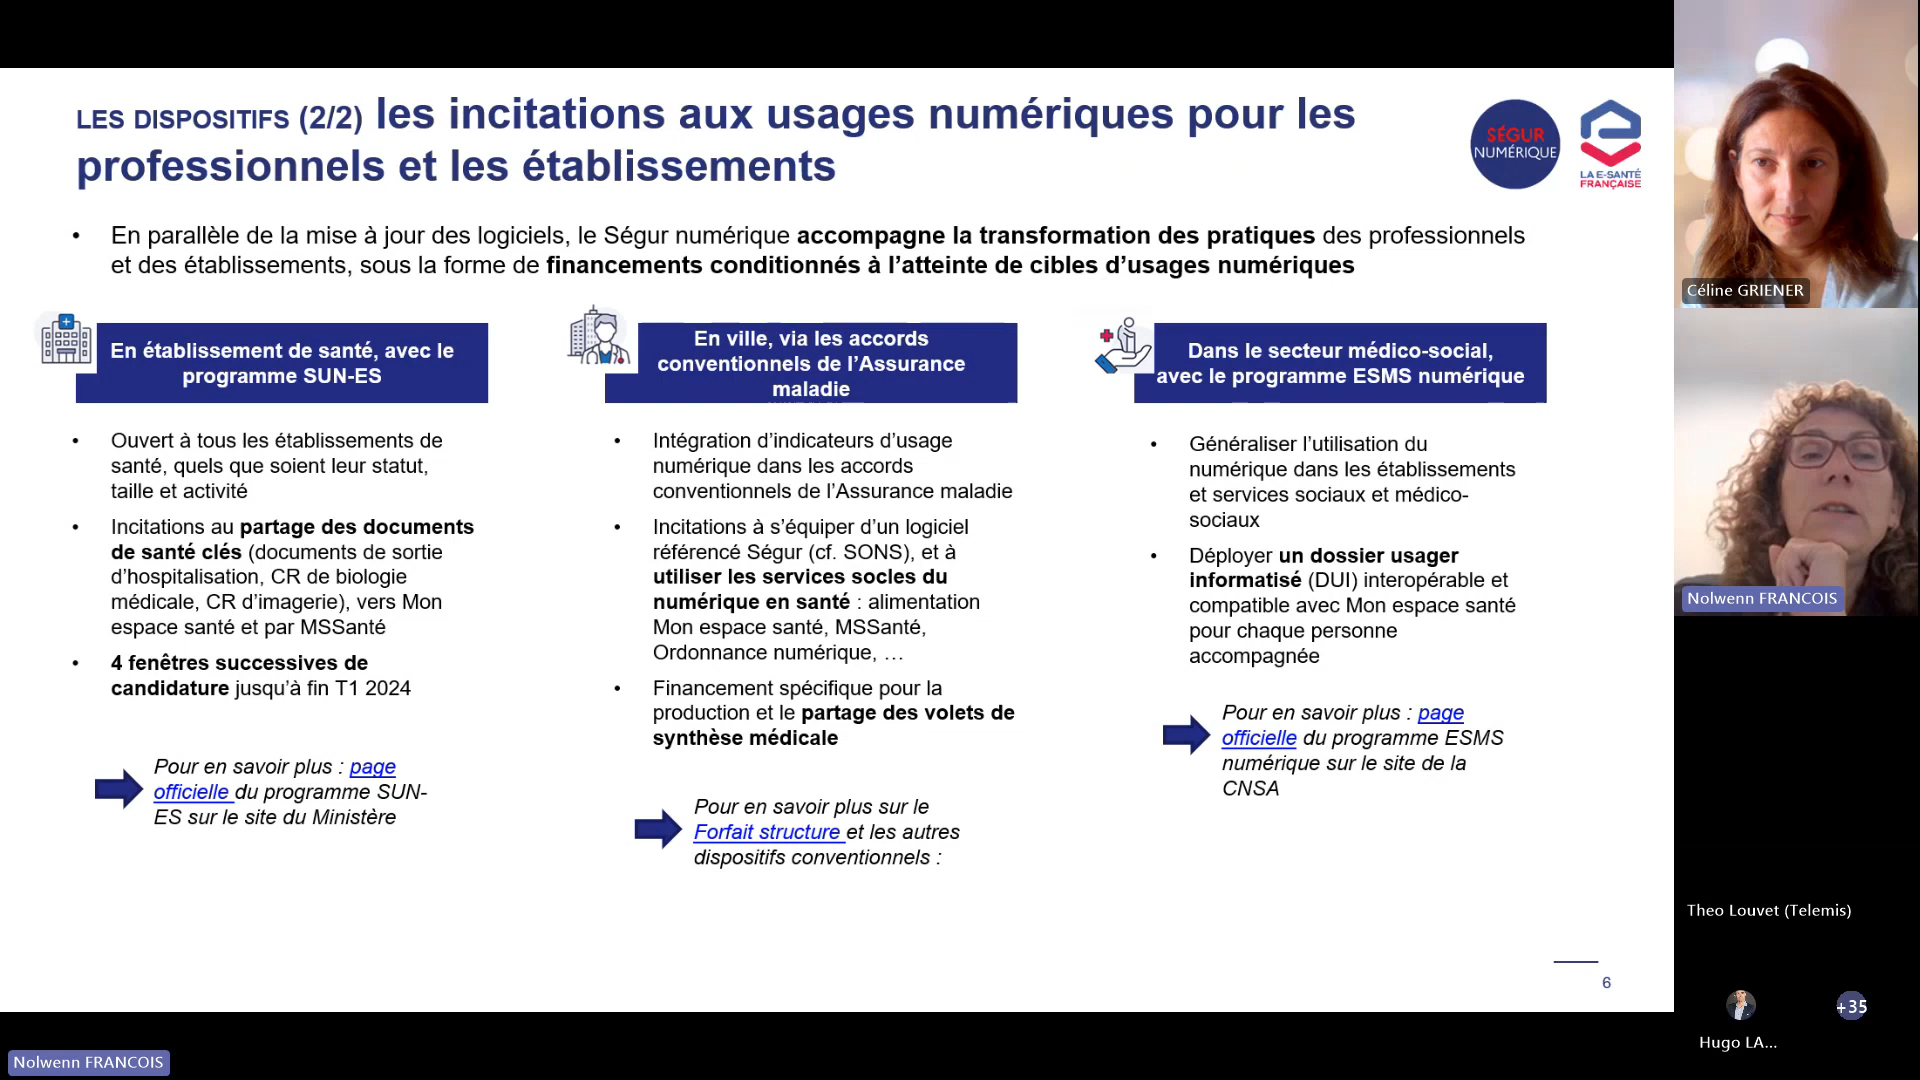 LES DISPOSITIFS (2/2) les incitations aux usages numériques pour les
professionnels et les établissements
SÉGUR
NUMÉRIQUE
LA E-SANTÉ
FRANÇAISE
• En parallèle de la mise à jour des logiciels, le Ségur numérique accompagne la transformation des pratiques des professionnels
et des établissements, sous la forme de financements conditionnés à l’atteinte de cibles d’usages numériques
En établissement de santé, avec le
programme SUN-ES
• Ouvert à tous les établissements de
santé, quels que soient leur statut,
taille et activité
• Incitations au partage des documents
de santé clés (documents de sortie
d’hospitalisation, CR de biologie
médicale, CR d’imagerie), vers Mon
espace santé et par MSSanté
• 4 fenêtres successives de
candidature jusqu’à fin T1 2024
Pour en savoir plus : page
officielle du programme SUN-
ES sur le site du Ministère
En ville, via les accords
conventionnels de l’Assurance
maladie
• Intégration d’indicateurs d’usage
numérique dans les accords
conventionnels de l’Assurance maladie
• Incitations à s’équiper d’un logiciel
référencé Ségur (cf. SONS), et à
utiliser les services socles du
numérique en santé : alimentation
Mon espace santé, MSSanté,
Ordonnance numérique, …
• Financement spécifique pour la
production et le partage des volets de
synthèse médicale
Pour en savoir plus sur le
Forfait structure et les autres
dispositifs conventionnels :
Dans le secteur médico-social,
avec le programme ESMS numérique
• Généraliser l’utilisation du
numérique dans les établissements
et services sociaux et médico-
sociaux
• Déployer un dossier usager
informatisé (DUI) interopérable et
compatible avec Mon espace santé
pour chaque personne
accompagnée
Pour en savoir plus : page
officielle du programme ESMS
numérique sur le site de la
CNSA
6
Céline GRIENER
Nolwenn FRANCOIS
Theo Louvet (Telemis)
+35
Hugo LA...
Nolwenn FRANCOIS